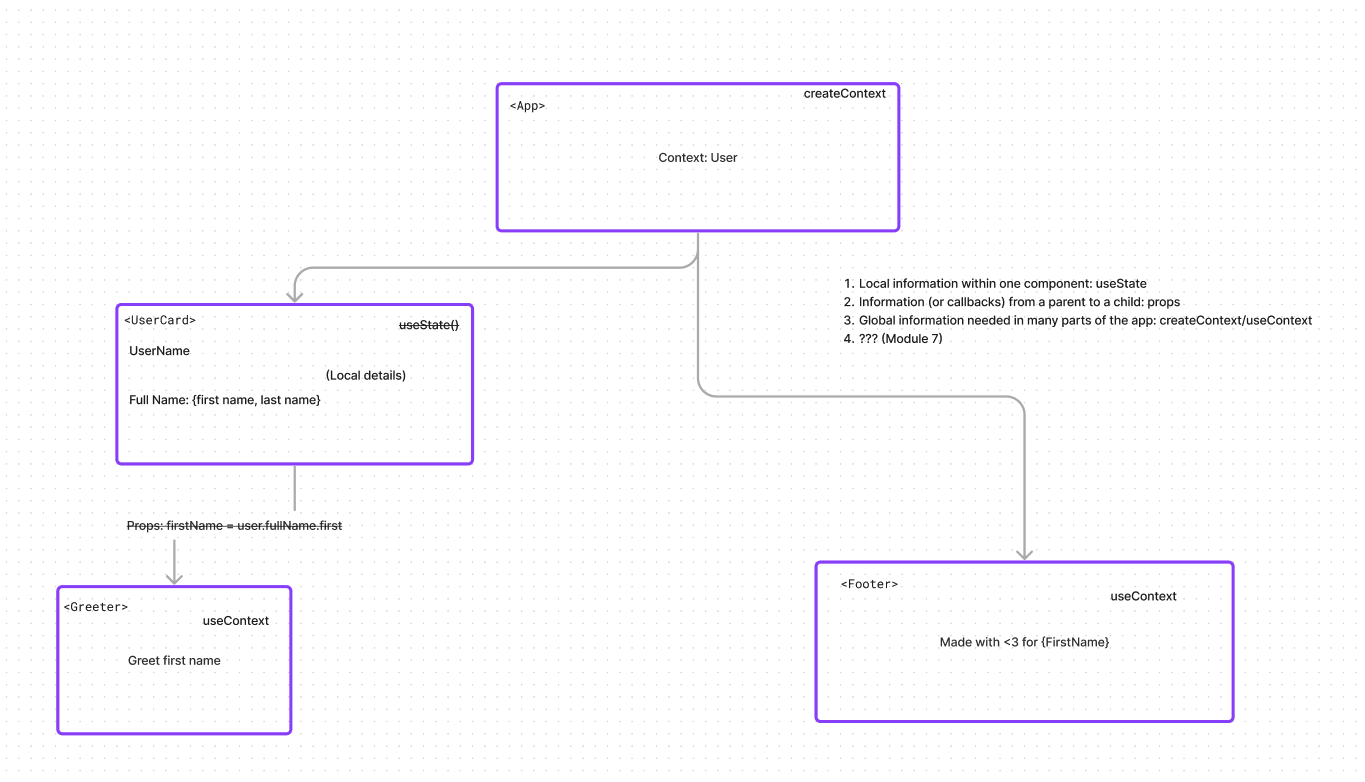 createContext
<App>
Context: User
1. Local information within one component: useState
2. Information (or callbacks) from a parent to a child: props
3. Global information needed in many parts of the app: createContext/useContext
4. ??? (Module 7)
<UserCard>
useState()
UserName
(Local details)
Full Name: {first name, last name}
Props: firstName = user.fullName.first
<Greeter>
useContext
Greet first name
<Footer>
useContext
Made with <3 for {FirstName}